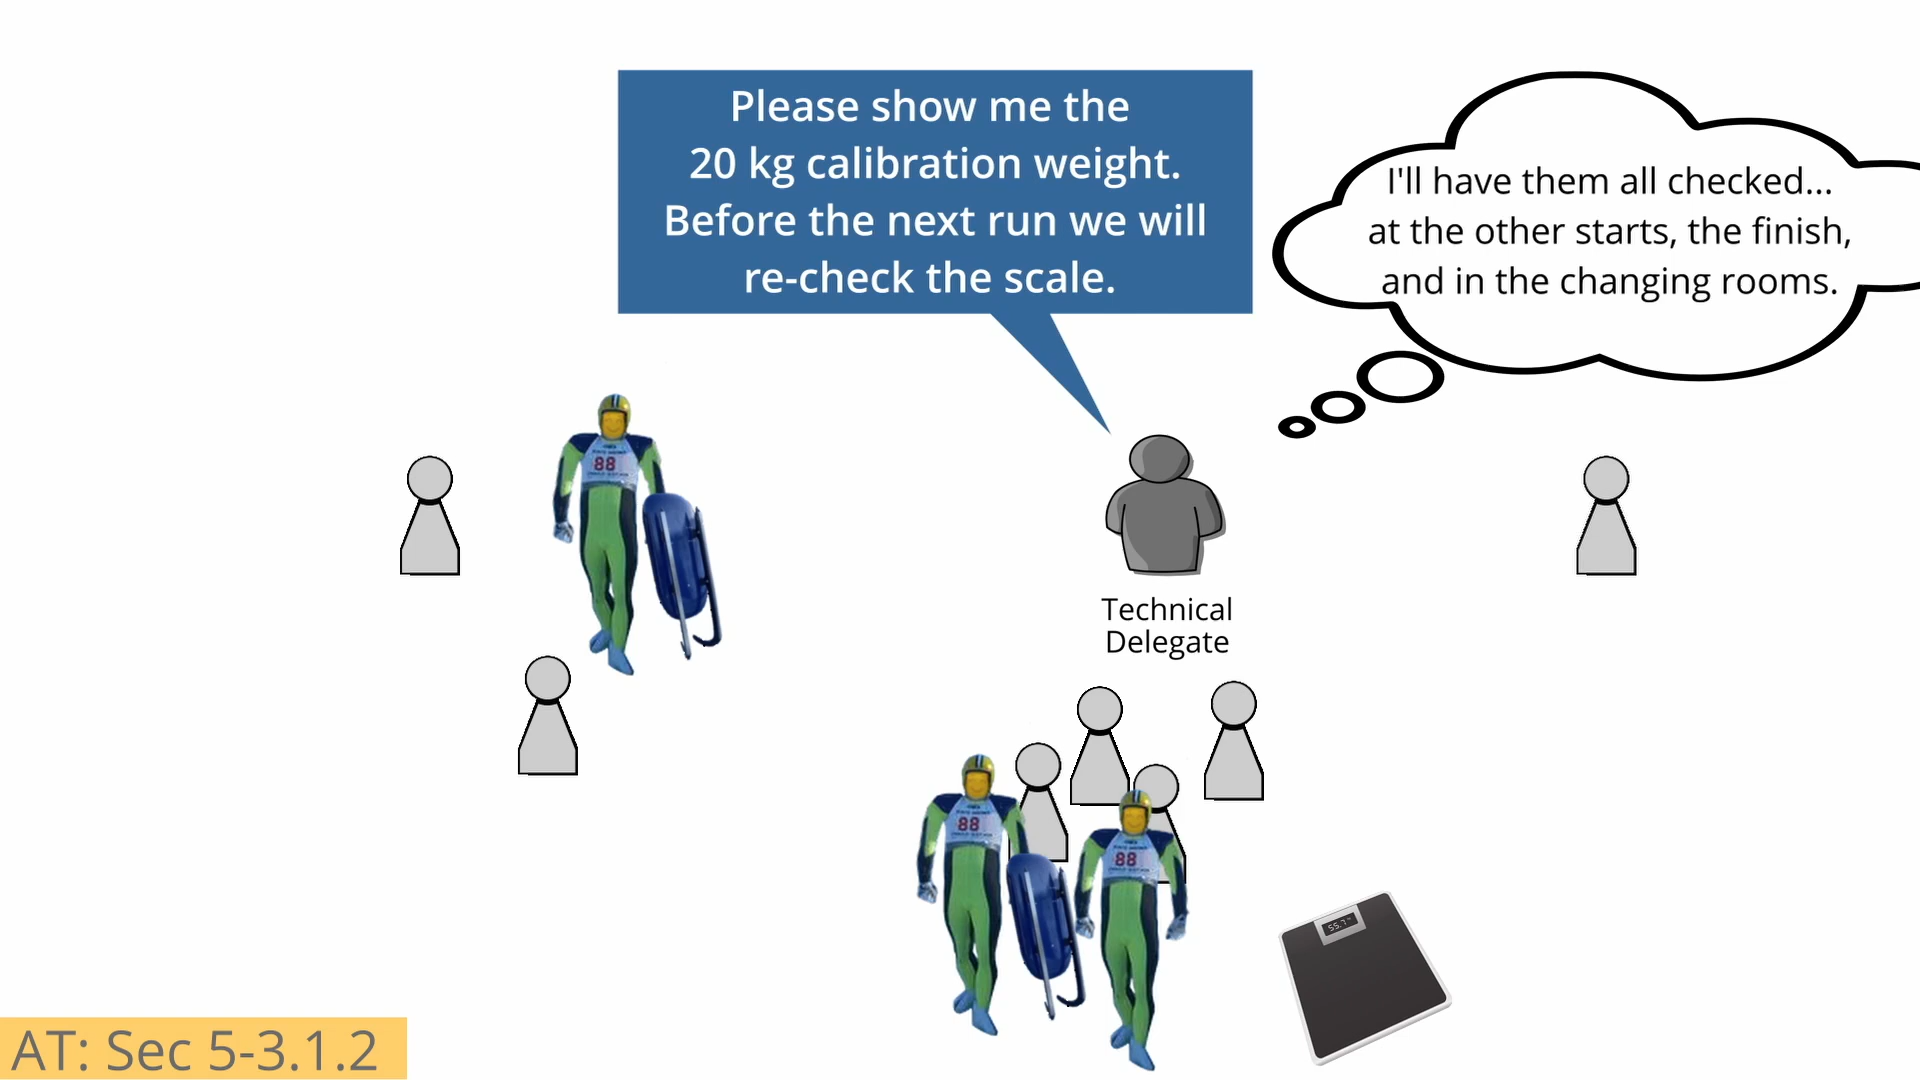 Please show me the
20 kg calibration weight.
Before the next run we will
re-check the scale.
I'll have them all checked...
at the other starts, the finish,
and in the changing rooms.
88
Technical
Delegate
88
88
55.7
AT: Sec 5-3.1.2